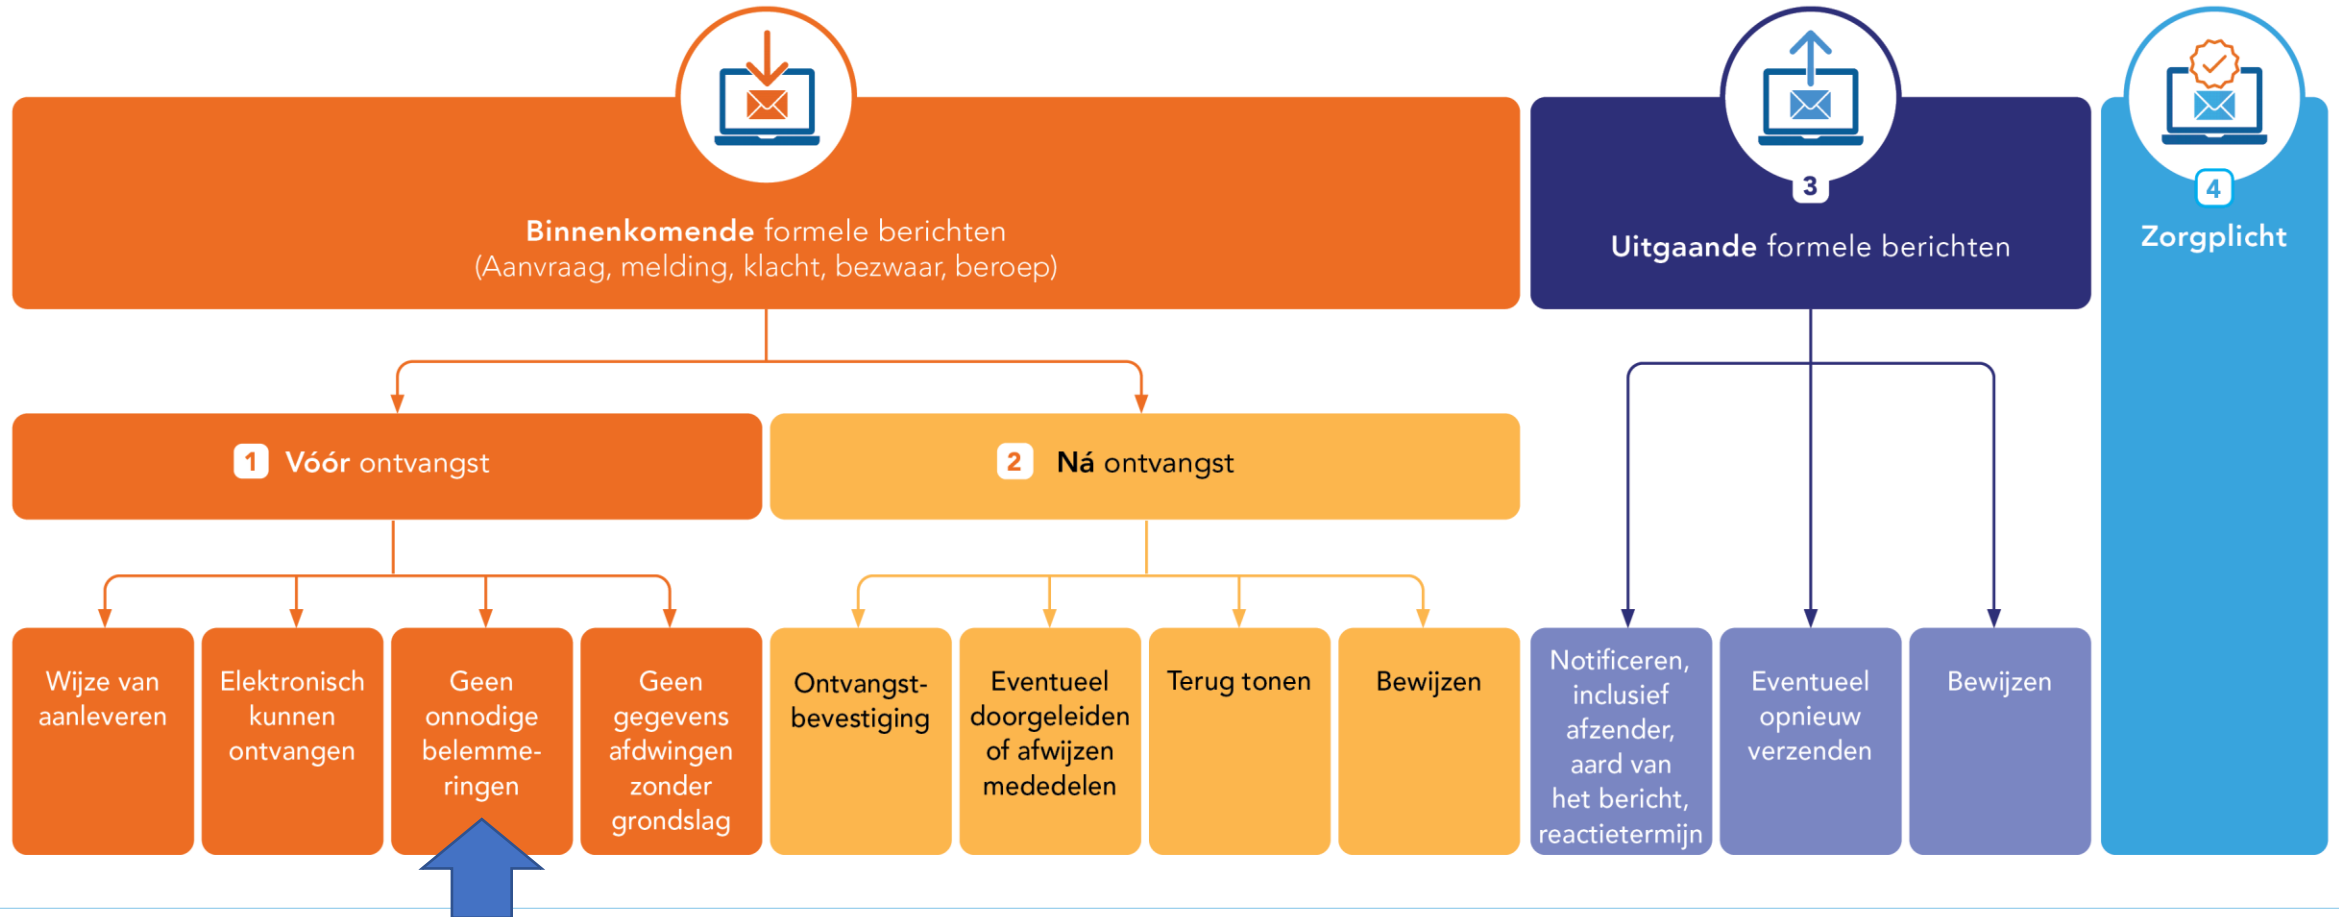 Binnenkomende formele berichten
(Aanvraag, melding, klacht, bezwaar, beroep)
3
Uitgaande formele berichten
4
Zorgplicht
1 Vóór ontvangst
2 Ná ontvangst
Wijze van
aanleveren
Elektronisch
kunnen
ontvangen
Geen
onnodige
belemme-
ringen
Geen
gegevens
afdwingen
zonder
grondslag
Ontvangst-
bevestiging
Eventueel
doorgeleiden
of afwijzen
mededelen
Terug tonen
Bewijzen
Notificeren,
inclusief
afzender,
aard van
het bericht,
reactietermijn
Eventueel
opnieuw
verzenden
Bewijzen